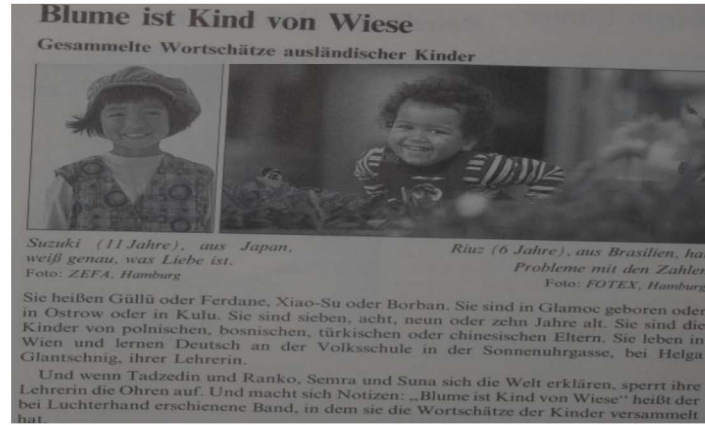 Blume ist Kind von Wiese
Gesammelte Wortschätze ausländischer Kinder
Suzuki (11 Jahre), aus Japan,
weiß genau, was Liebe ist.
Foto: ZEFA, Hamburg
Riuz (6 Jahre), aus Brasilien, ha
Probleme mit den Zahlen
Foto: FOTEX, Hamburg
Sie heißen Güllü oder Ferdane, Xiao-Su oder Borban. Sie sind in Glamoc geboren oder
in Ostrow oder in Kulu. Sie sind sieben, acht, neun oder zehn Jahre alt. Sie sind die
Kinder von polnischen, bosnischen, türkischen oder chinesischen Eltern. Sie leben in
Wien und lernen Deutsch an der Volksschule in der Sonnenuhrgasse, bei Helga
Glantschnig, ihrer Lehrerin.
Und wenn Tadzedin und Ranko, Semra und Suna sich die Welt erklären, sperrt ihre
Lehrerin die Ohren auf. Und macht sich Notizen: „Blume ist Kind von Wiese“ heißt der
bei Luchterhand erschienene Band, in dem sie die Wortschätze der Kinder versammelt
hat.